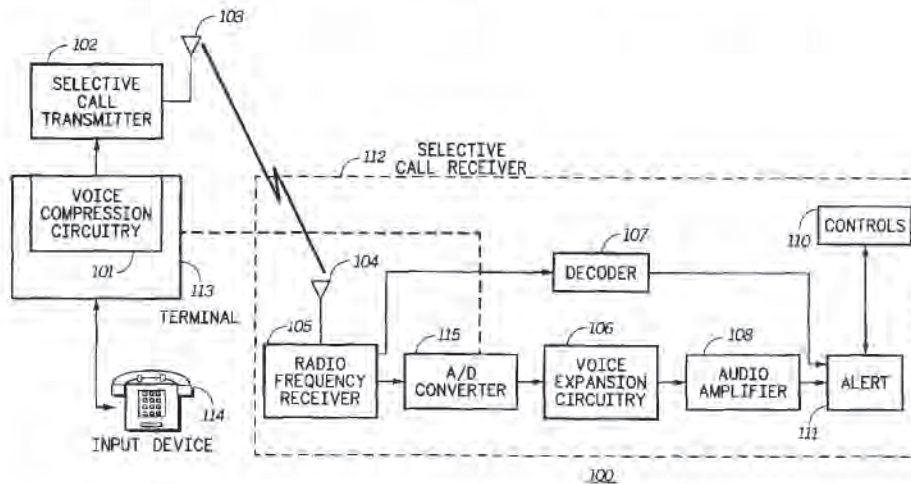 103
102
SELECTIVE
CALL
TRANSMITTER
112
SELECTIVE
CALL RECEIVER
VOICE
COMPRESSION
CIRCUITRY
101
113
TERMINAL
104
107
DECODER
110
CONTROLS
105
RADIO
FREQUENCY
RECEIVER
115
A/D
CONVERTER
106
VOICE
EXPANSION
CIRCUITRY
108
AUDIO
AMPLIFIER
ALERT
111
114
INPUT DEVICE
100